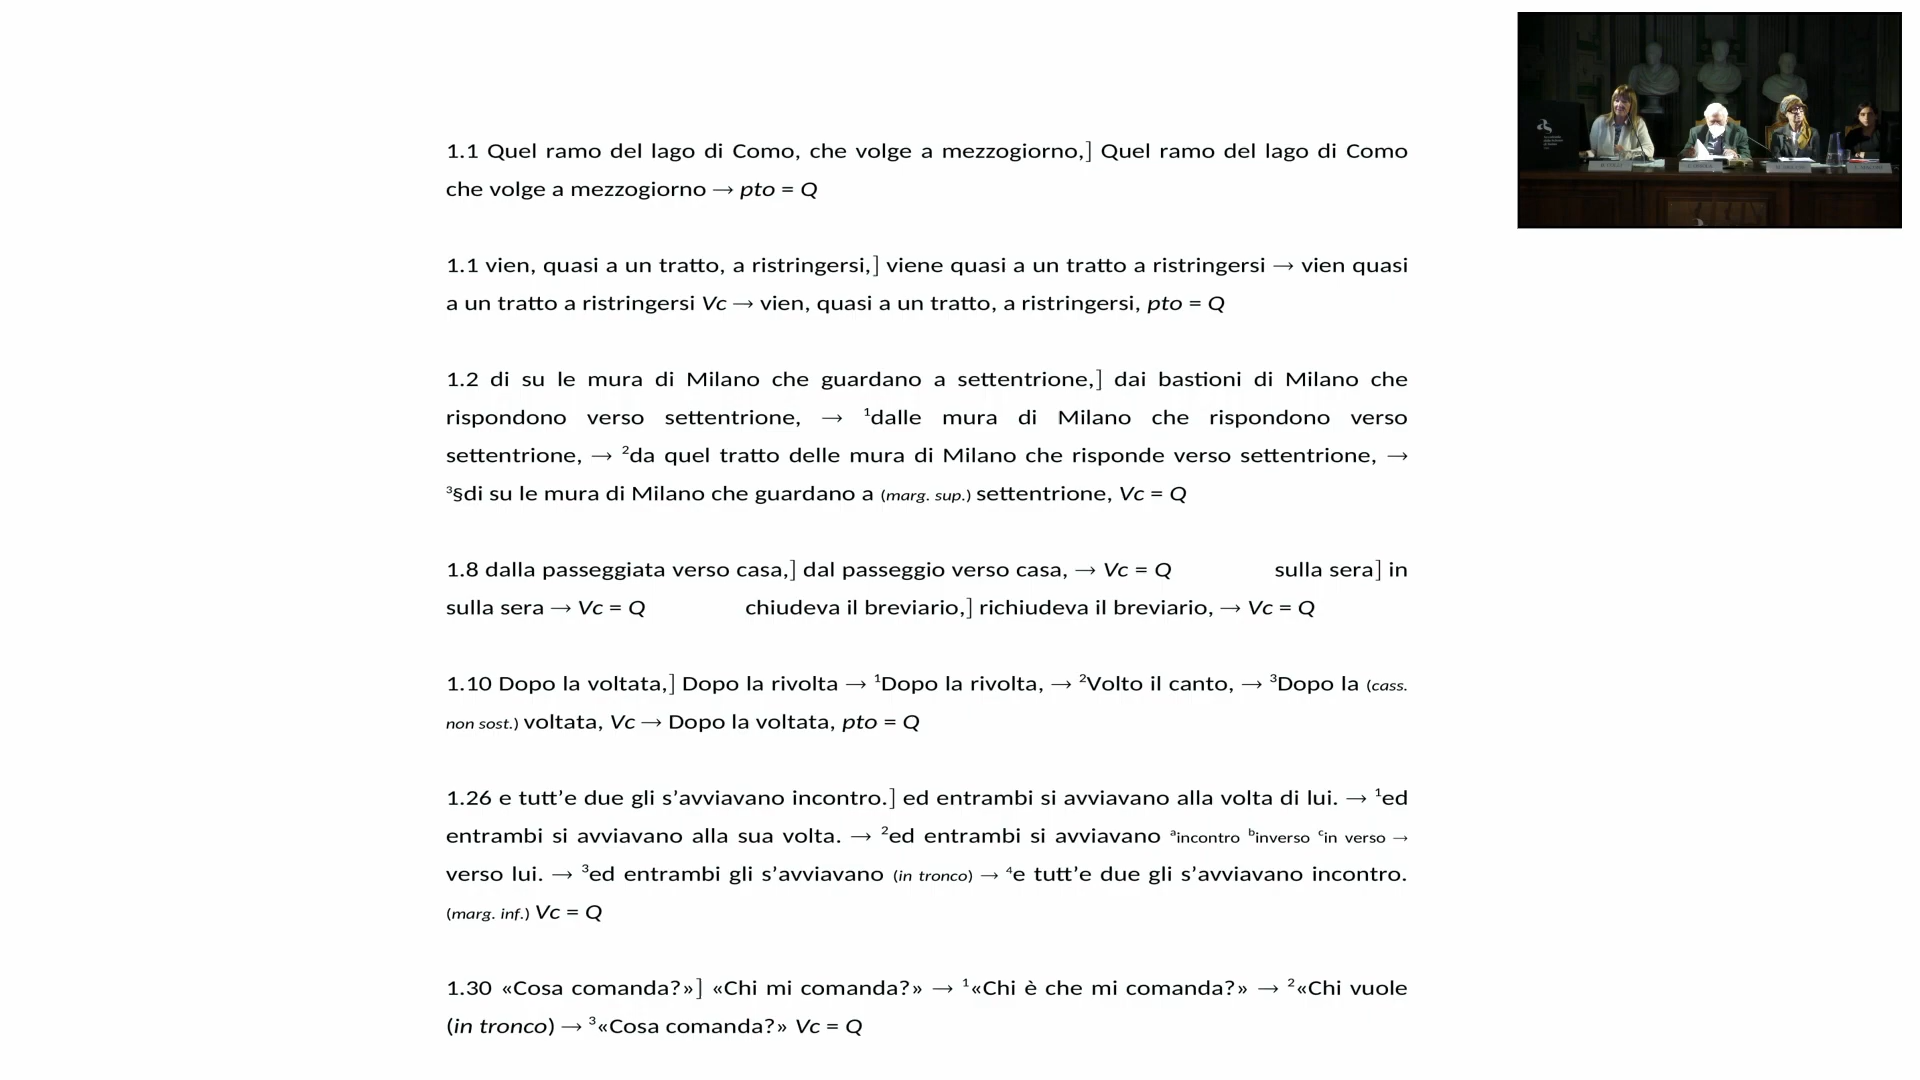 1.1 Quel ramo del lago di Como, che volge a mezzogiorno,] Quel ramo del lago di Como
che volge a mezzogiorno → pto = Q
1.1 vien, quasi a un tratto, a ristringersi,] viene quasi a un tratto a ristringersi → vien quasi
a un tratto a ristringersi Vc → vien, quasi a un tratto, a ristringersi, pto = Q
1.2 di su le mura di Milano che guardano a settentrione,] dai bastioni di Milano che
rispondono verso settentrione, → ¹dalle mura di Milano che rispondono verso
settentrione, → ²da quel tratto delle mura di Milano che risponde verso settentrione, →
³§di su le mura di Milano che guardano a (marg. sup.) settentrione, Vc = Q
1.8 dalla passeggiata verso casa,] dal passeggio verso casa, → Vc = Q sulla sera] in
sulla sera → Vc = Q chiudeva il breviario,] richiudeva il breviario, → Vc = Q
1.10 Dopo la voltata,] Dopo la rivolta → ¹Dopo la rivolta, → ²Volto il canto, → ³Dopo la (cass.
non sost.) voltata, Vc → Dopo la voltata, pto = Q
1.26 e tutt’e due gli s’avviavano incontro.] ed entrambi si avviavano alla volta di lui. → ¹ed
entrambi si avviavano alla sua volta. → ²ed entrambi si avviavano ᵃincontro ᵇinverso ᶜin verso →
verso lui. → ³ed entrambi gli s’avviavano (in tronco) → ⁴e tutt’e due gli s’avviavano incontro.
(marg. inf.) Vc = Q
1.30 «Cosa comanda?»] «Chi mi comanda?» → ¹«Chi è che mi comanda?» → ²«Chi vuole
(in tronco) → ³«Cosa comanda?» Vc = Q